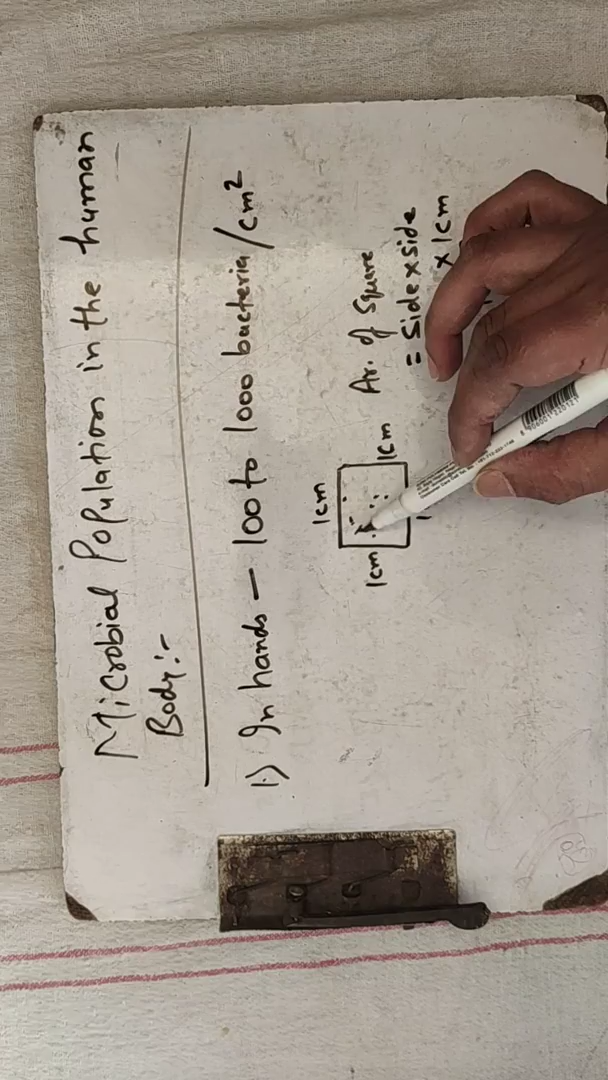 Microbial Population in the human
Body:-
1.) In hands — 100 to 1000 bacteria/cm²
1cm
1cm
1cm
Ar. of Square
= Side x side
x 1cm